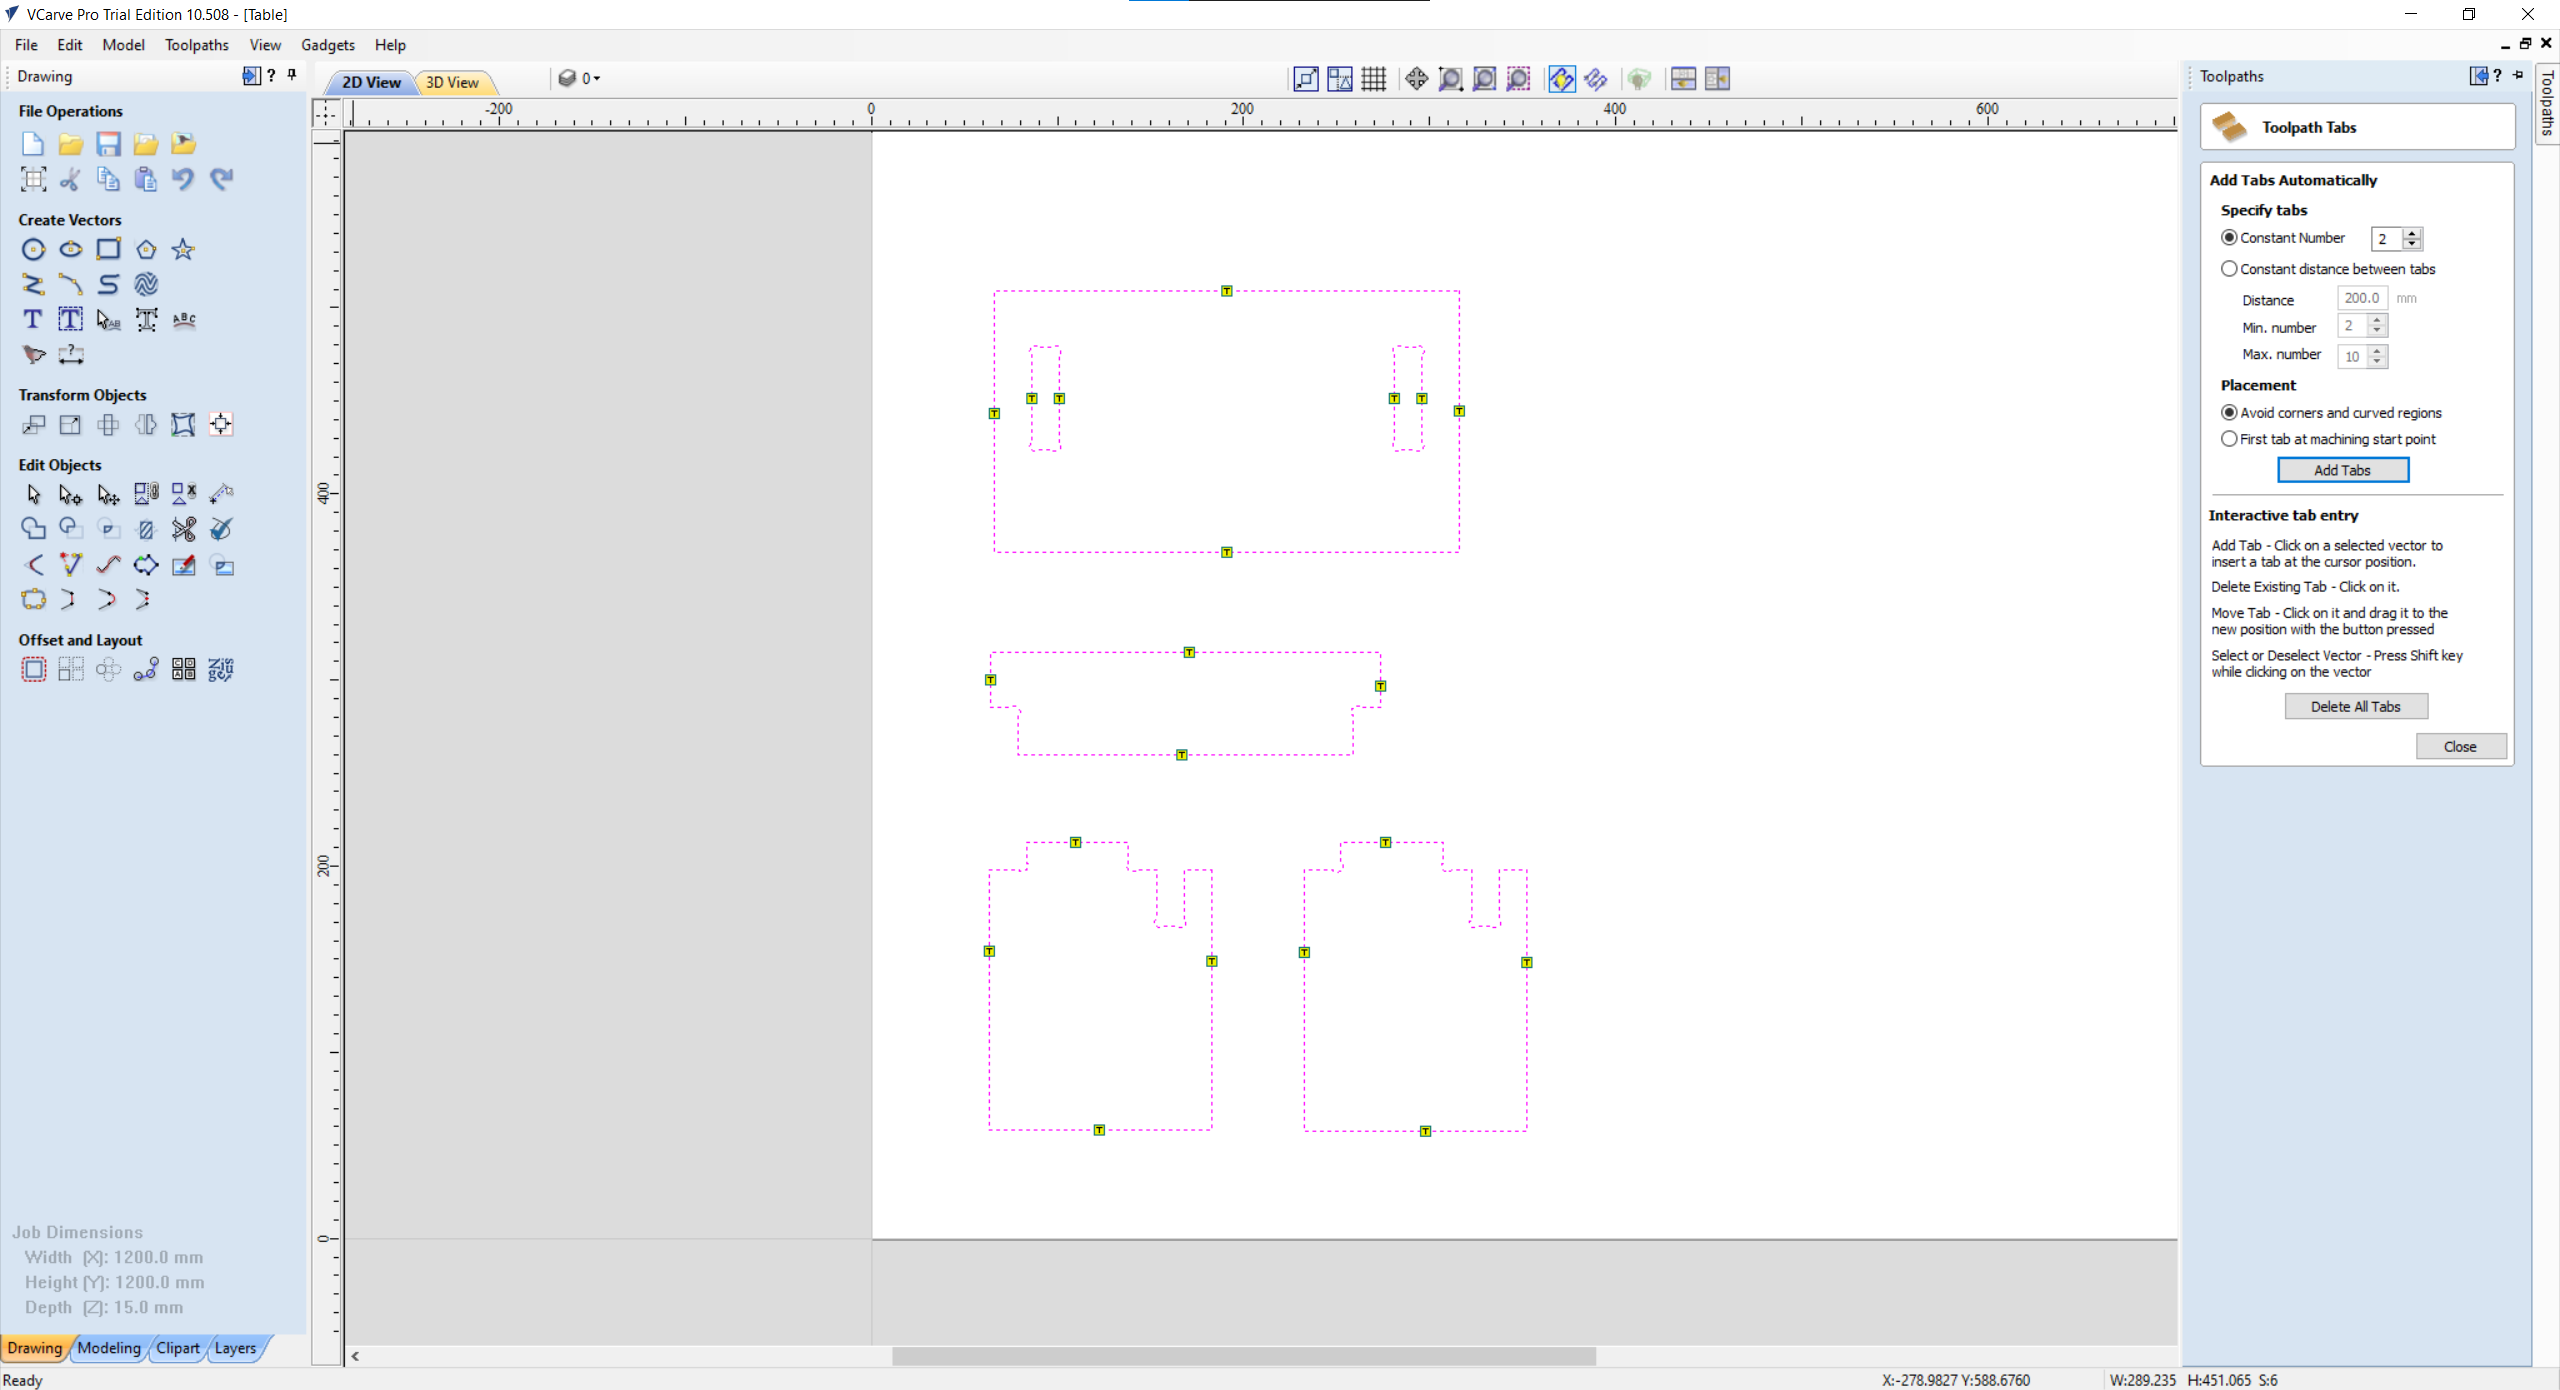 VCarve Pro Trial Edition 10.508 - [Table]
File Edit Model Toolpaths View Gadgets Help
Drawing
File Operations
Create Vectors
Transform Objects
Edit Objects
Offset and Layout
Job Dimensions
Width (X): 1200.0 mm
Height (Y): 1200.0 mm
Depth (Z): 15.0 mm
Drawing Modeling Clipart Layers
Ready
2D View 3D View 0
-200 0 200 400 600
400
200
0
T
T T T T T T
T
T
T T
T
T T
T T T T
T T
Toolpaths
Toolpaths
Toolpath Tabs
Add Tabs Automatically
Specify tabs
Constant Number 2
Constant distance between tabs
Distance 200.0 mm
Min. number 2
Max. number 10
Placement
Avoid corners and curved regions
First tab at machining start point
Add Tabs
Interactive tab entry
Add Tab - Click on a selected vector to
insert a tab at the cursor position.
Delete Existing Tab - Click on it.
Move Tab - Click on it and drag it to the
new position with the button pressed
Select or Deselect Vector - Press Shift key
while clicking on the vector
Delete All Tabs
Close
X:-278.9827 Y:588.6760 W:289.235 H:451.065 S:6